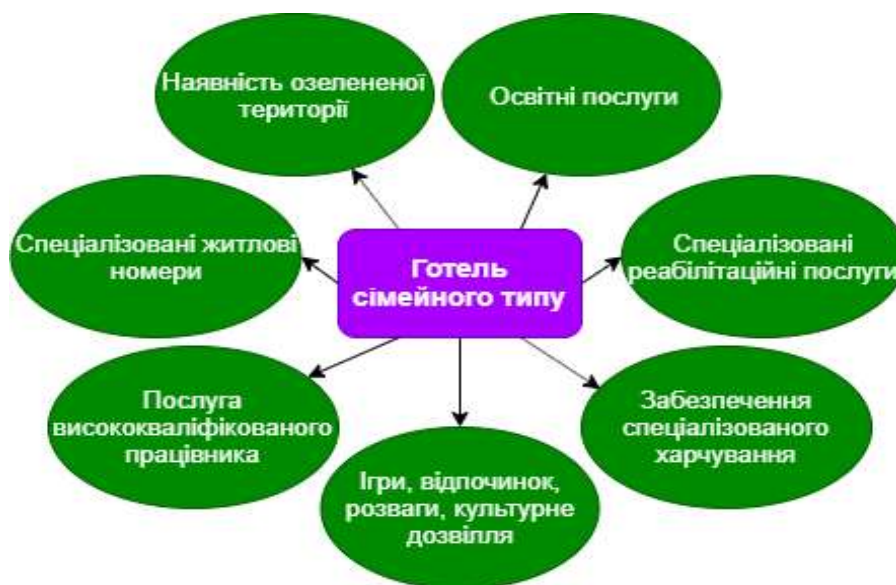 Наявність озелененої
території
Освітні послуги
Спеціалізовані житлові
номери
Готель
сімейного типу
Спеціалізовані
реабілітаційні послуги
Послуга
висококваліфікованого
працівника
Ігри, відпочинок,
розваги, культурне
дозвілля
Забезпечення
спеціалізованого
харчування